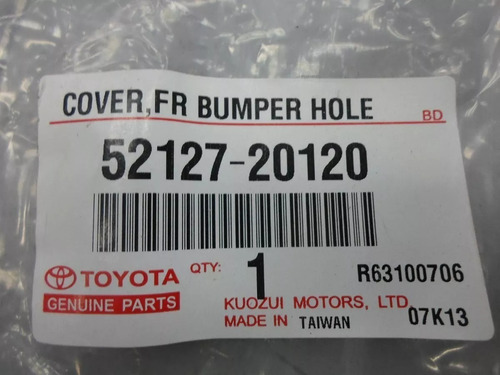 COVER, FR BUMPER HOLE
BD
52127-20120
TOYOTA
GENUINE PARTS
QTY: 1
R63100706
KUOZUI MOTORS, LTD
MADE IN TAIWAN
07K13